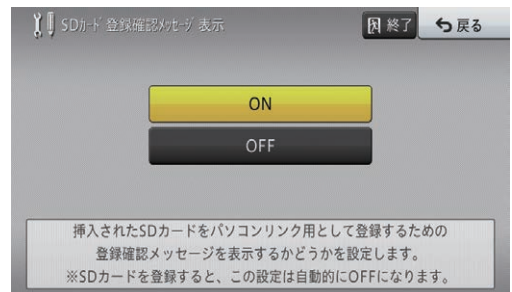 SDカード 登録確認メッセージ 表示
終了
戻る
ON
OFF
挿入されたSDカードをパソコンリンク用として登録するための
登録確認メッセージを表示するかどうかを設定します。
※SDカードを登録すると、この設定は自動的にOFFになります。